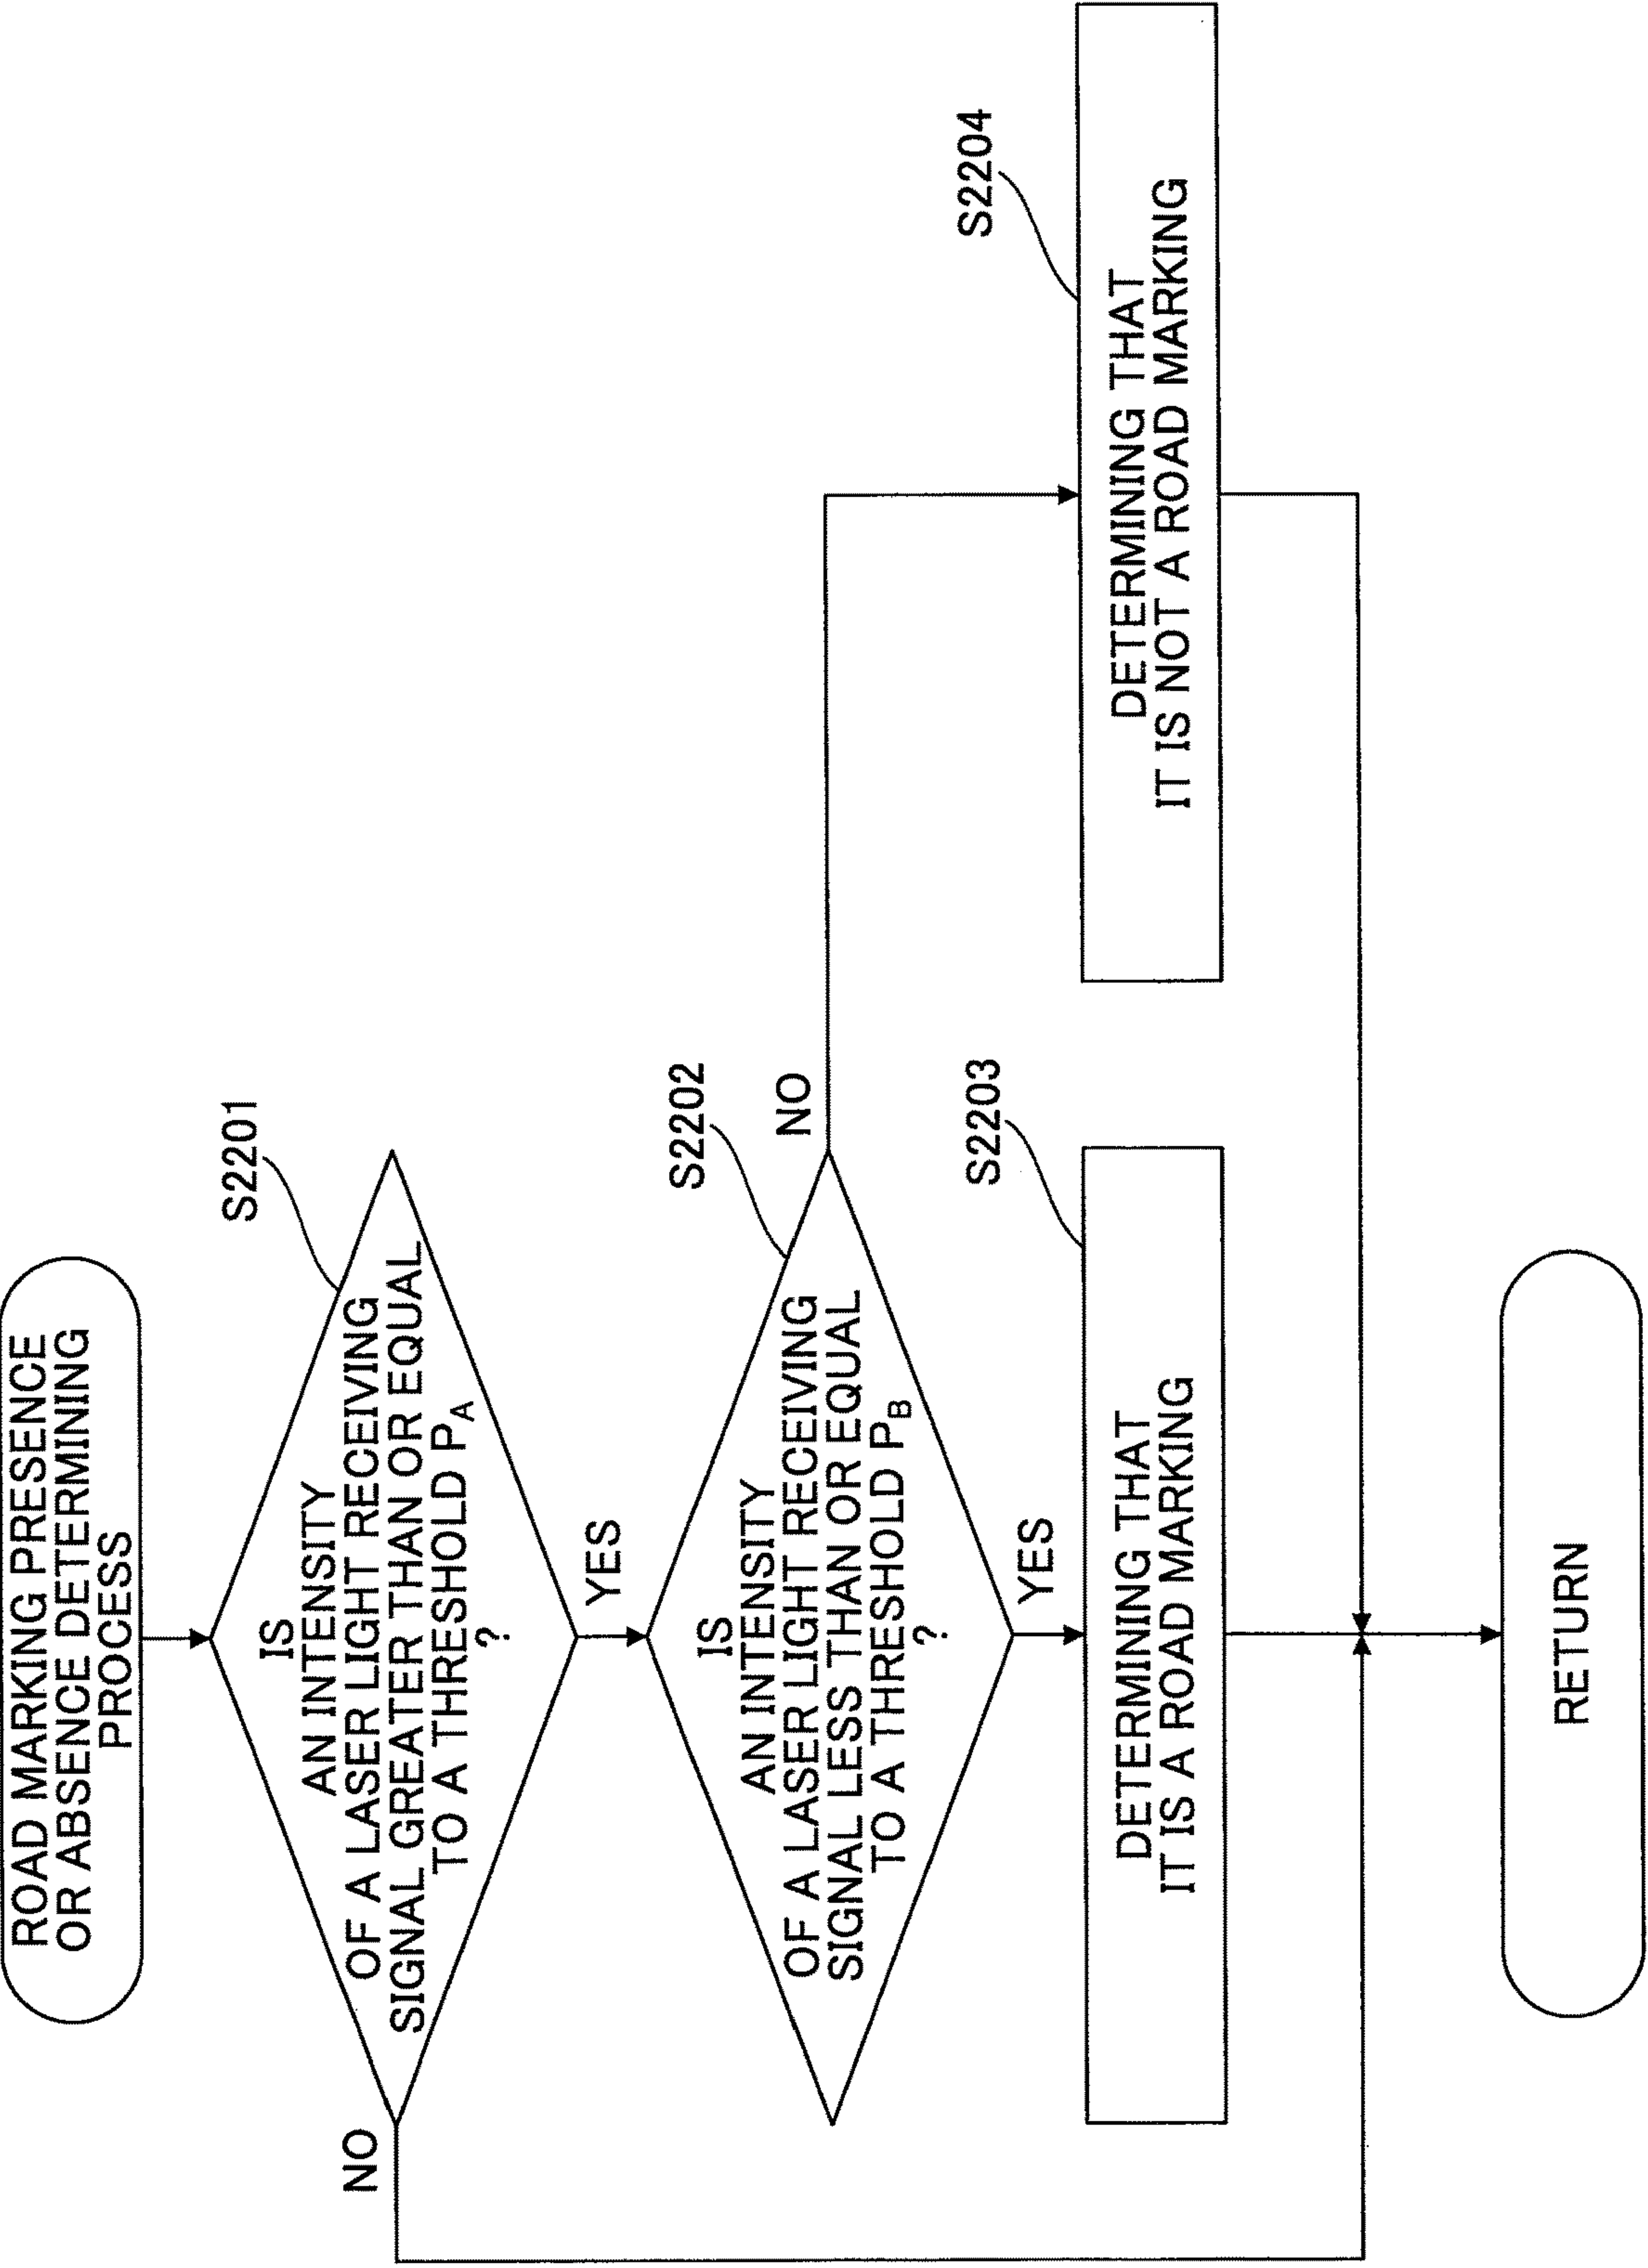 ROAD MARKING PRESENCE
OR ABSENCE DETERMINING
PROCESS
S2201
IS
AN INTENSITY
OF A LASER LIGHT RECEIVING
SIGNAL GREATER THAN OR EQUAL
TO A THRESHOLD PA
?
NO
YES
S2202
IS
AN INTENSITY
OF A LASER LIGHT RECEIVING
SIGNAL LESS THAN OR EQUAL
TO A THRESHOLD PB
?
NO
YES
S2203
DETERMINING THAT
IT IS A ROAD MARKING
S2204
DETERMINING THAT
IT IS NOT A ROAD MARKING
RETURN